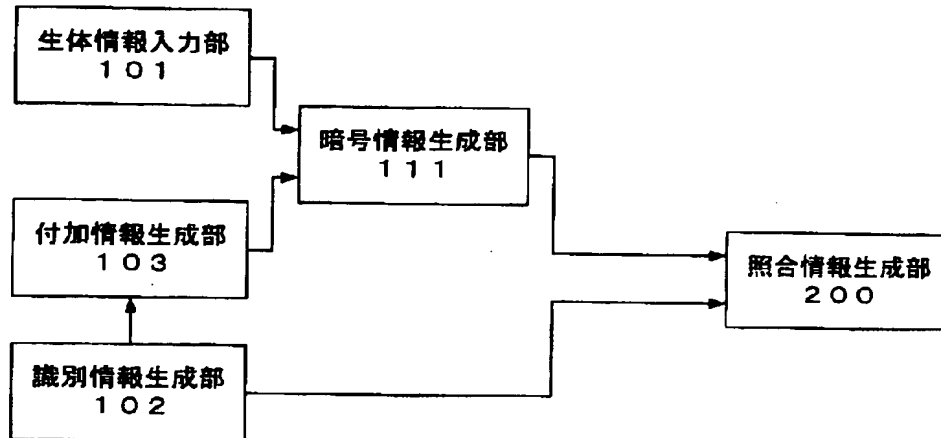 生体情報入力部
１０１
暗号情報生成部
１１１
付加情報生成部
１０３
照合情報生成部
２００
識別情報生成部
１０２